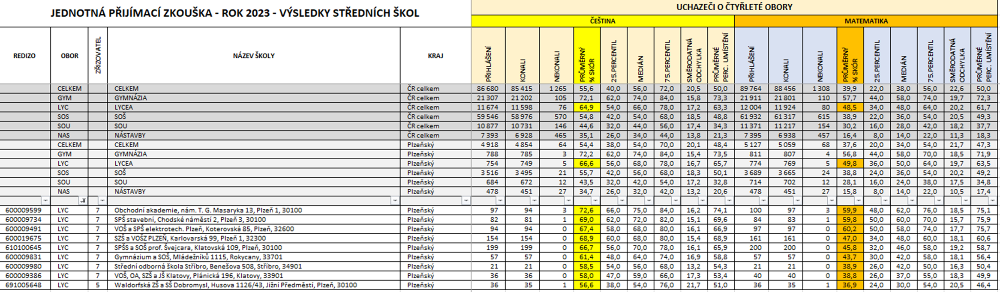 JEDNOTNÁ PŘIJÍMACÍ ZKOUŠKA - ROK 2023 - VÝSLEDKY STŘEDNÍCH ŠKOL
UCHAZEČI O ČTYŘLETÉ OBORY
ČEŠTINA MATEMATIKA
REDIZO OBOR ZŘIZOVATEL NÁZEV ŠKOLY KRAJ PŘIHLÁŠENÍ KONALI NEKONALI PRŮMĚRNÝ % SKÓR 25.PERCENTIL MEDIÁN 75.PERCENTIL SMĚRODATNÁ ODCHYLKA PRŮMĚRNÉ PERC. UMÍSTĚNÍ PŘIHLÁŠENÍ KONALI NEKONALI PRŮMĚRNÝ % SKÓR 25.PERCENTIL MEDIÁN 75.PERCENTIL SMĚRODATNÁ ODCHYLKA PRŮMĚRNÉ PERC. UMÍSTĚNÍ
CELKEM CELKEM ČR celkem 86 680 85 415 1 265 55,6 40,0 56,0 72,0 20,5 50,0 89 764 88 456 1 308 39,9 22,0 38,0 56,0 22,6 50,0
GYM GYMNÁZIA ČR celkem 21 307 21 202 105 72,1 62,0 74,0 84,0 15,8 73,3 21 911 21 801 110 57,7 44,0 58,0 74,0 19,7 72,3
LYC LYCEA ČR celkem 11 674 11 598 76 64,9 54,0 66,0 78,0 17,2 63,3 12 004 11 924 80 48,5 34,0 48,0 64,0 20,2 61,7
SOS SOŠ ČR celkem 59 546 58 976 570 54,8 42,0 54,0 68,0 18,5 48,8 61 932 61 317 615 38,9 22,0 36,0 54,0 20,5 49,3
SOU SOU ČR celkem 10 877 10 731 146 44,6 32,0 44,0 56,0 17,4 34,3 11 371 11 217 154 30,2 16,0 28,0 42,0 18,2 37,7
NAS NÁSTAVBY ČR celkem 7 393 6 928 465 35,1 26,0 34,0 44,0 13,8 21,3 7 395 6 938 457 16,4 8,0 14,0 22,0 11,3 18,3
CELKEM CELKEM Plzeňský 4 918 4 854 64 54,4 38,0 54,0 70,0 20,1 48,4 5 127 5 059 68 37,6 20,0 34,0 54,0 21,7 47,3
GYM GYMNÁZIA Plzeňský 788 785 3 72,2 62,0 74,0 84,0 15,4 73,5 811 807 4 56,8 44,0 58,0 70,0 18,5 71,9
LYC LYCEA Plzeňský 754 749 5 66,6 56,0 68,0 78,0 16,7 65,7 774 769 5 49,8 36,0 50,0 64,0 19,7 63,5
SOS SOŠ Plzeňský 3 516 3 495 21 55,7 42,0 56,0 68,0 18,3 50,1 3 689 3 665 24 38,8 24,0 36,0 54,0 20,2 49,2
SOU SOU Plzeňský 684 672 12 43,5 32,0 42,0 54,0 17,2 32,8 714 702 12 28,1 16,0 24,0 38,0 17,5 34,8
NAS NÁSTAVBY Plzeňský 478 451 27 34,7 26,0 32,0 42,0 13,2 20,6 478 451 27 15,8 8,0 14,0 22,0 10,5 17,4
600009599 LYC 7 Obchodní akademie, nám. T. G. Masaryka 13, Plzeň 1, 30100 Plzeňský 97 94 3 72,6 66,0 75,0 84,0 16,2 74,1 100 97 3 59,9 48,0 62,0 76,0 18,5 75,1
600009734 LYC 7 SPŠ stavební, Chodské náměstí 2, Plzeň 3, 30100 Plzeňský 82 81 1 69,0 62,0 72,0 82,0 15,1 69,6 84 83 1 59,8 50,0 60,0 70,0 15,7 75,9
600009491 LYC 7 VOŠ a SPŠ elektrotech. Plzeň, Koterovská 85, Plzeň, 32600 Plzeňský 94 94 0 67,4 58,0 68,0 80,0 16,1 66,9 97 97 0 60,2 50,0 58,0 74,0 17,7 75,7
600019675 LYC 7 SZŠ a VOŠZ PLZEŇ, Karlovarská 99, Plzeň 1, 32300 Plzeňský 154 154 0 68,9 60,0 68,0 80,0 15,4 68,9 161 161 0 47,0 34,0 48,0 60,0 18,1 60,6
610100645 LYC 7 SPŠS a SOŠ prof. Švejcara, Klatovská 109, Plzeň, 30100 Plzeňský 199 199 0 66,7 56,0 70,0 78,0 16,1 65,9 200 200 0 45,8 32,0 46,0 58,0 19,2 58,7
600009831 LYC 7 Gymnázium a SOŠ, Mládežníků 1115, Rokycany, 33701 Plzeňský 57 57 0 61,4 48,0 64,0 74,0 16,9 58,8 57 57 0 43,7 30,0 42,0 58,0 18,1 56,4
600009980 LYC 7 Střední odborná škola Stříbro, Benešova 508, Stříbro, 34901 Plzeňský 21 21 0 58,5 54,0 56,0 68,0 13,2 54,3 21 21 0 38,9 26,0 42,0 50,0 16,3 50,4
600009386 LYC 7 VOŠ, OA, SZŠ a JŠ Klatovy, Plánická 196, Klatovy, 33901 Plzeňský 36 36 0 58,0 47,0 59,0 66,0 17,3 53,4 40 40 0 38,8 26,0 37,0 55,0 18,3 49,9
691005648 LYC 5 Waldorfská ZŠ a SŠ Dobromysl, Husova 1126/43, Jižní Předměstí, Plzeň, 30100 Plzeňský 36 35 1 56,6 38,0 54,0 76,0 21,7 51,0 36 35 1 36,9 24,0 30,0 54,0 20,5 46,4